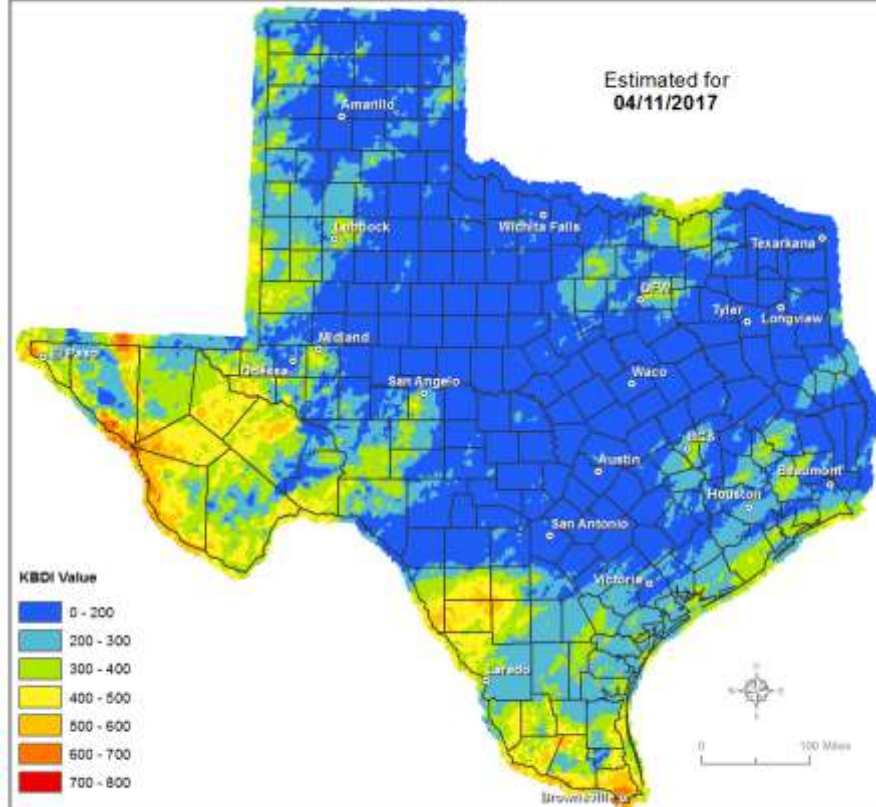 Estimated for
04/11/2017
Amarillo
Lubbock
Wichita Falls
Texarkana
DFW
Tyler
Longview
El Paso
Midland
Odessa
San Angelo
Waco
BCS
Austin
Beaumont
Houston
San Antonio
Victoria
Laredo
Brownsville
KBDI Value
0 - 200
200 - 300
300 - 400
400 - 500
500 - 600
600 - 700
700 - 800
0 100 Miles